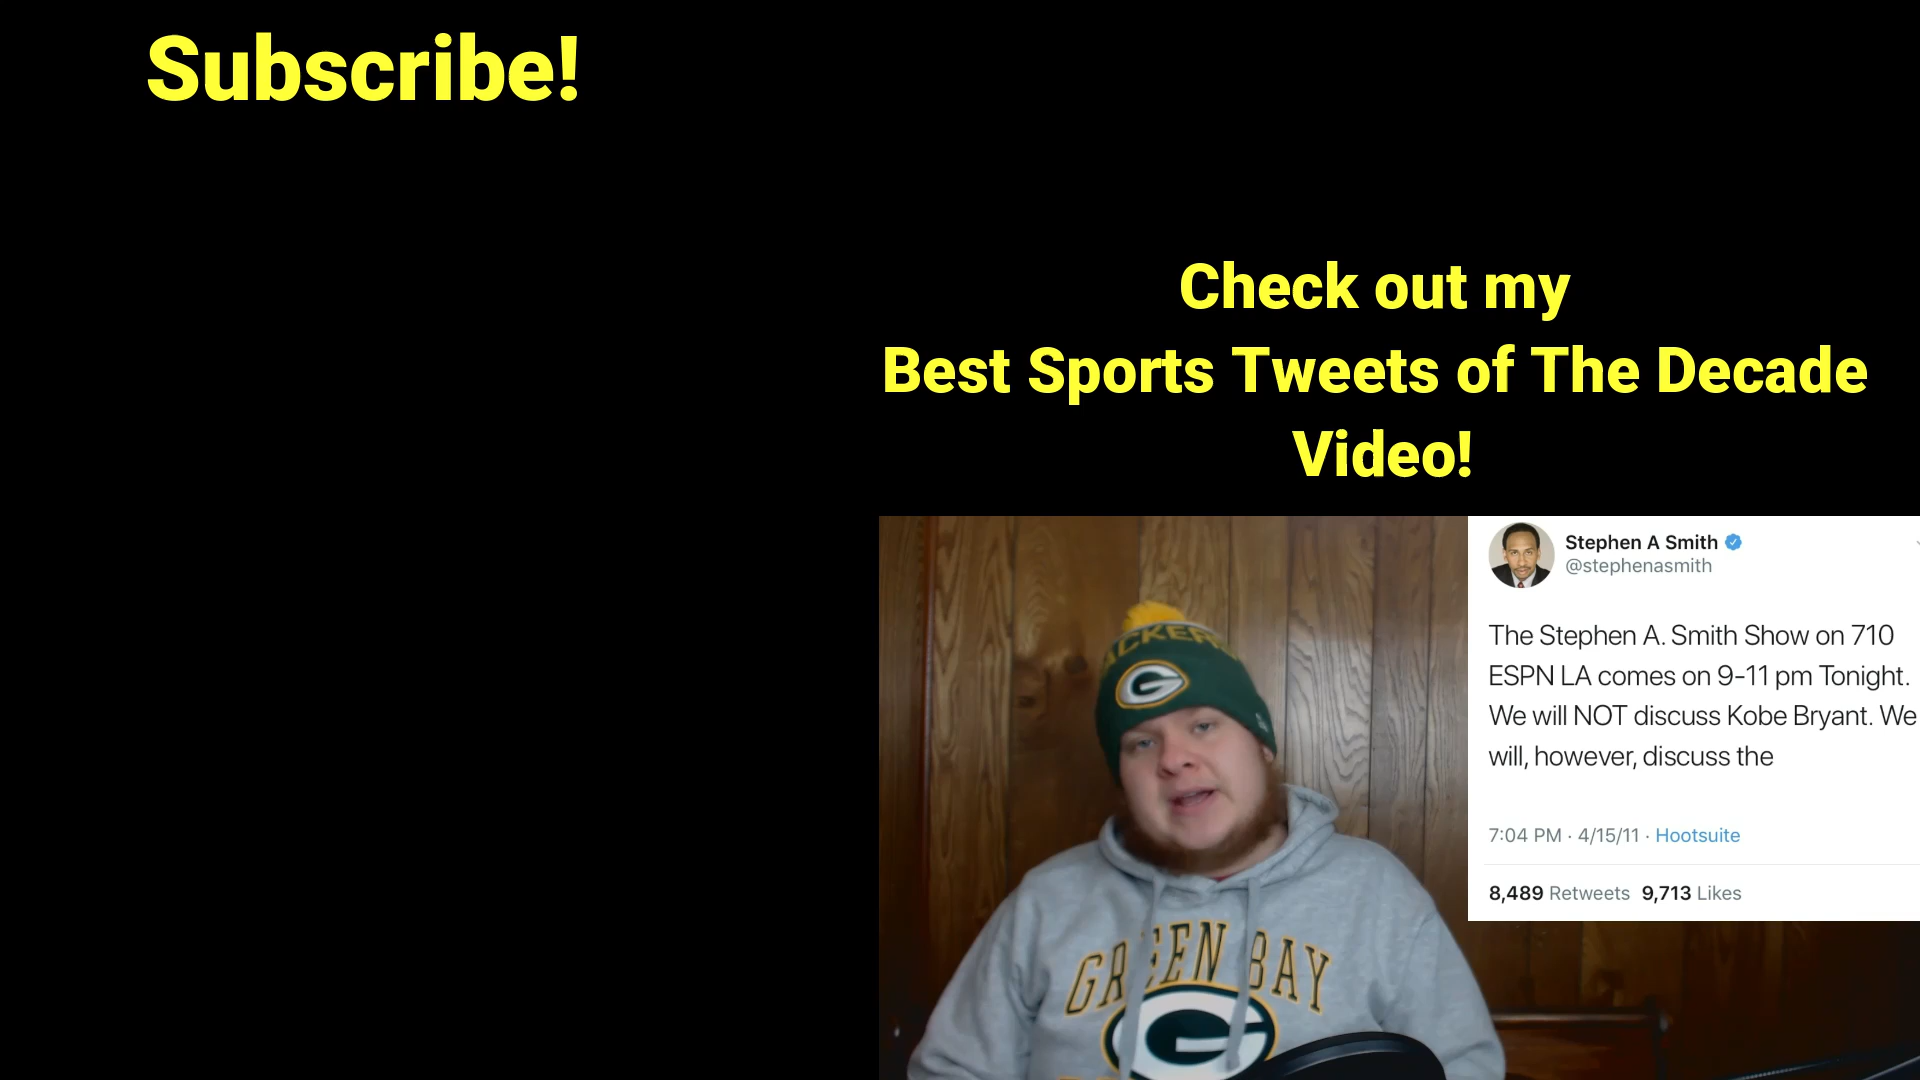 Subscribe!
Check out my
Best Sports Tweets of The Decade
Video!
Stephen A Smith
@stephenasmith
The Stephen A. Smith Show on 710
ESPN LA comes on 9-11 pm Tonight.
We will NOT discuss Kobe Bryant. We
will, however, discuss the
7:04 PM · 4/15/11 · Hootsuite
8,489 Retweets 9,713 Likes
ACKERS
G
GREEN BAY
G